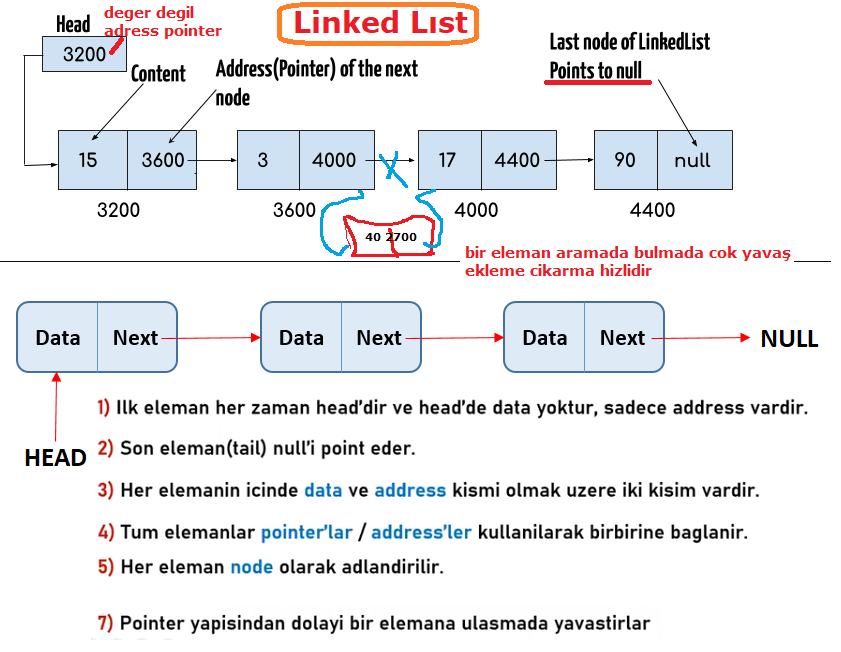 deger degil
adress pointer
Linked Lıst
Head
3200
Content
Address(Pointer) of the next
node
Last node of LinkedList
Points to null
15 3600 3 4000 17 4400 90 null
3200 3600 4000 4400
40 2700
bir eleman aramada bulmada cok yavaş
ekleme cikarma hizlidir
Data Next Data Next Data Next NULL
HEAD
1) Ilk eleman her zaman head'dir ve head'de data yoktur, sadece address vardir.
2) Son eleman(tail) null'i point eder.
3) Her elemanin icinde data ve address kismi olmak uzere iki kisim vardir.
4) Tum elemanlar pointer'lar / address'ler kullanilarak birbirine baglanir.
5) Her eleman node olarak adlandirilir.
7) Pointer yapisindan dolayi bir elemana ulasmada yavastirlar